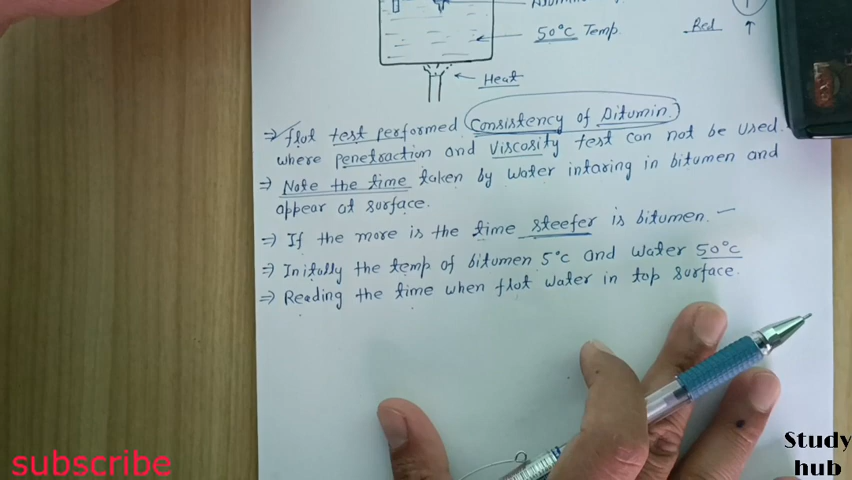 50°C Temp.
Red ↑
Heat
⇒ flot test performed (Consistency of Ditumin.)
where penetraction and Viscosity test can not be used.
⇒ Note the time taken by water intaring in bitumen and
appear at surface.
⇒ If the more is the time steefer is bitumen.
⇒ Initally the temp of bitumen 5°C and water 50°C
⇒ Reading the time when flot water in top surface.
subscribe
Study
hub